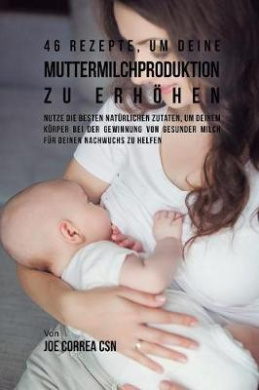 46 REZEPTE, UM DEINE
MUTTERMILCHPRODUKTION
ZU ERHÖHEN
NUTZE DIE BESTEN NATÜRLICHEN ZUTATEN, UM DEINEM
KÖRPER BEI DER GEWINNUNG VON GESUNDER MILCH
FÜR DEINEN NACHWUCHS ZU HELFEN
Von
JOE CORREA CSN